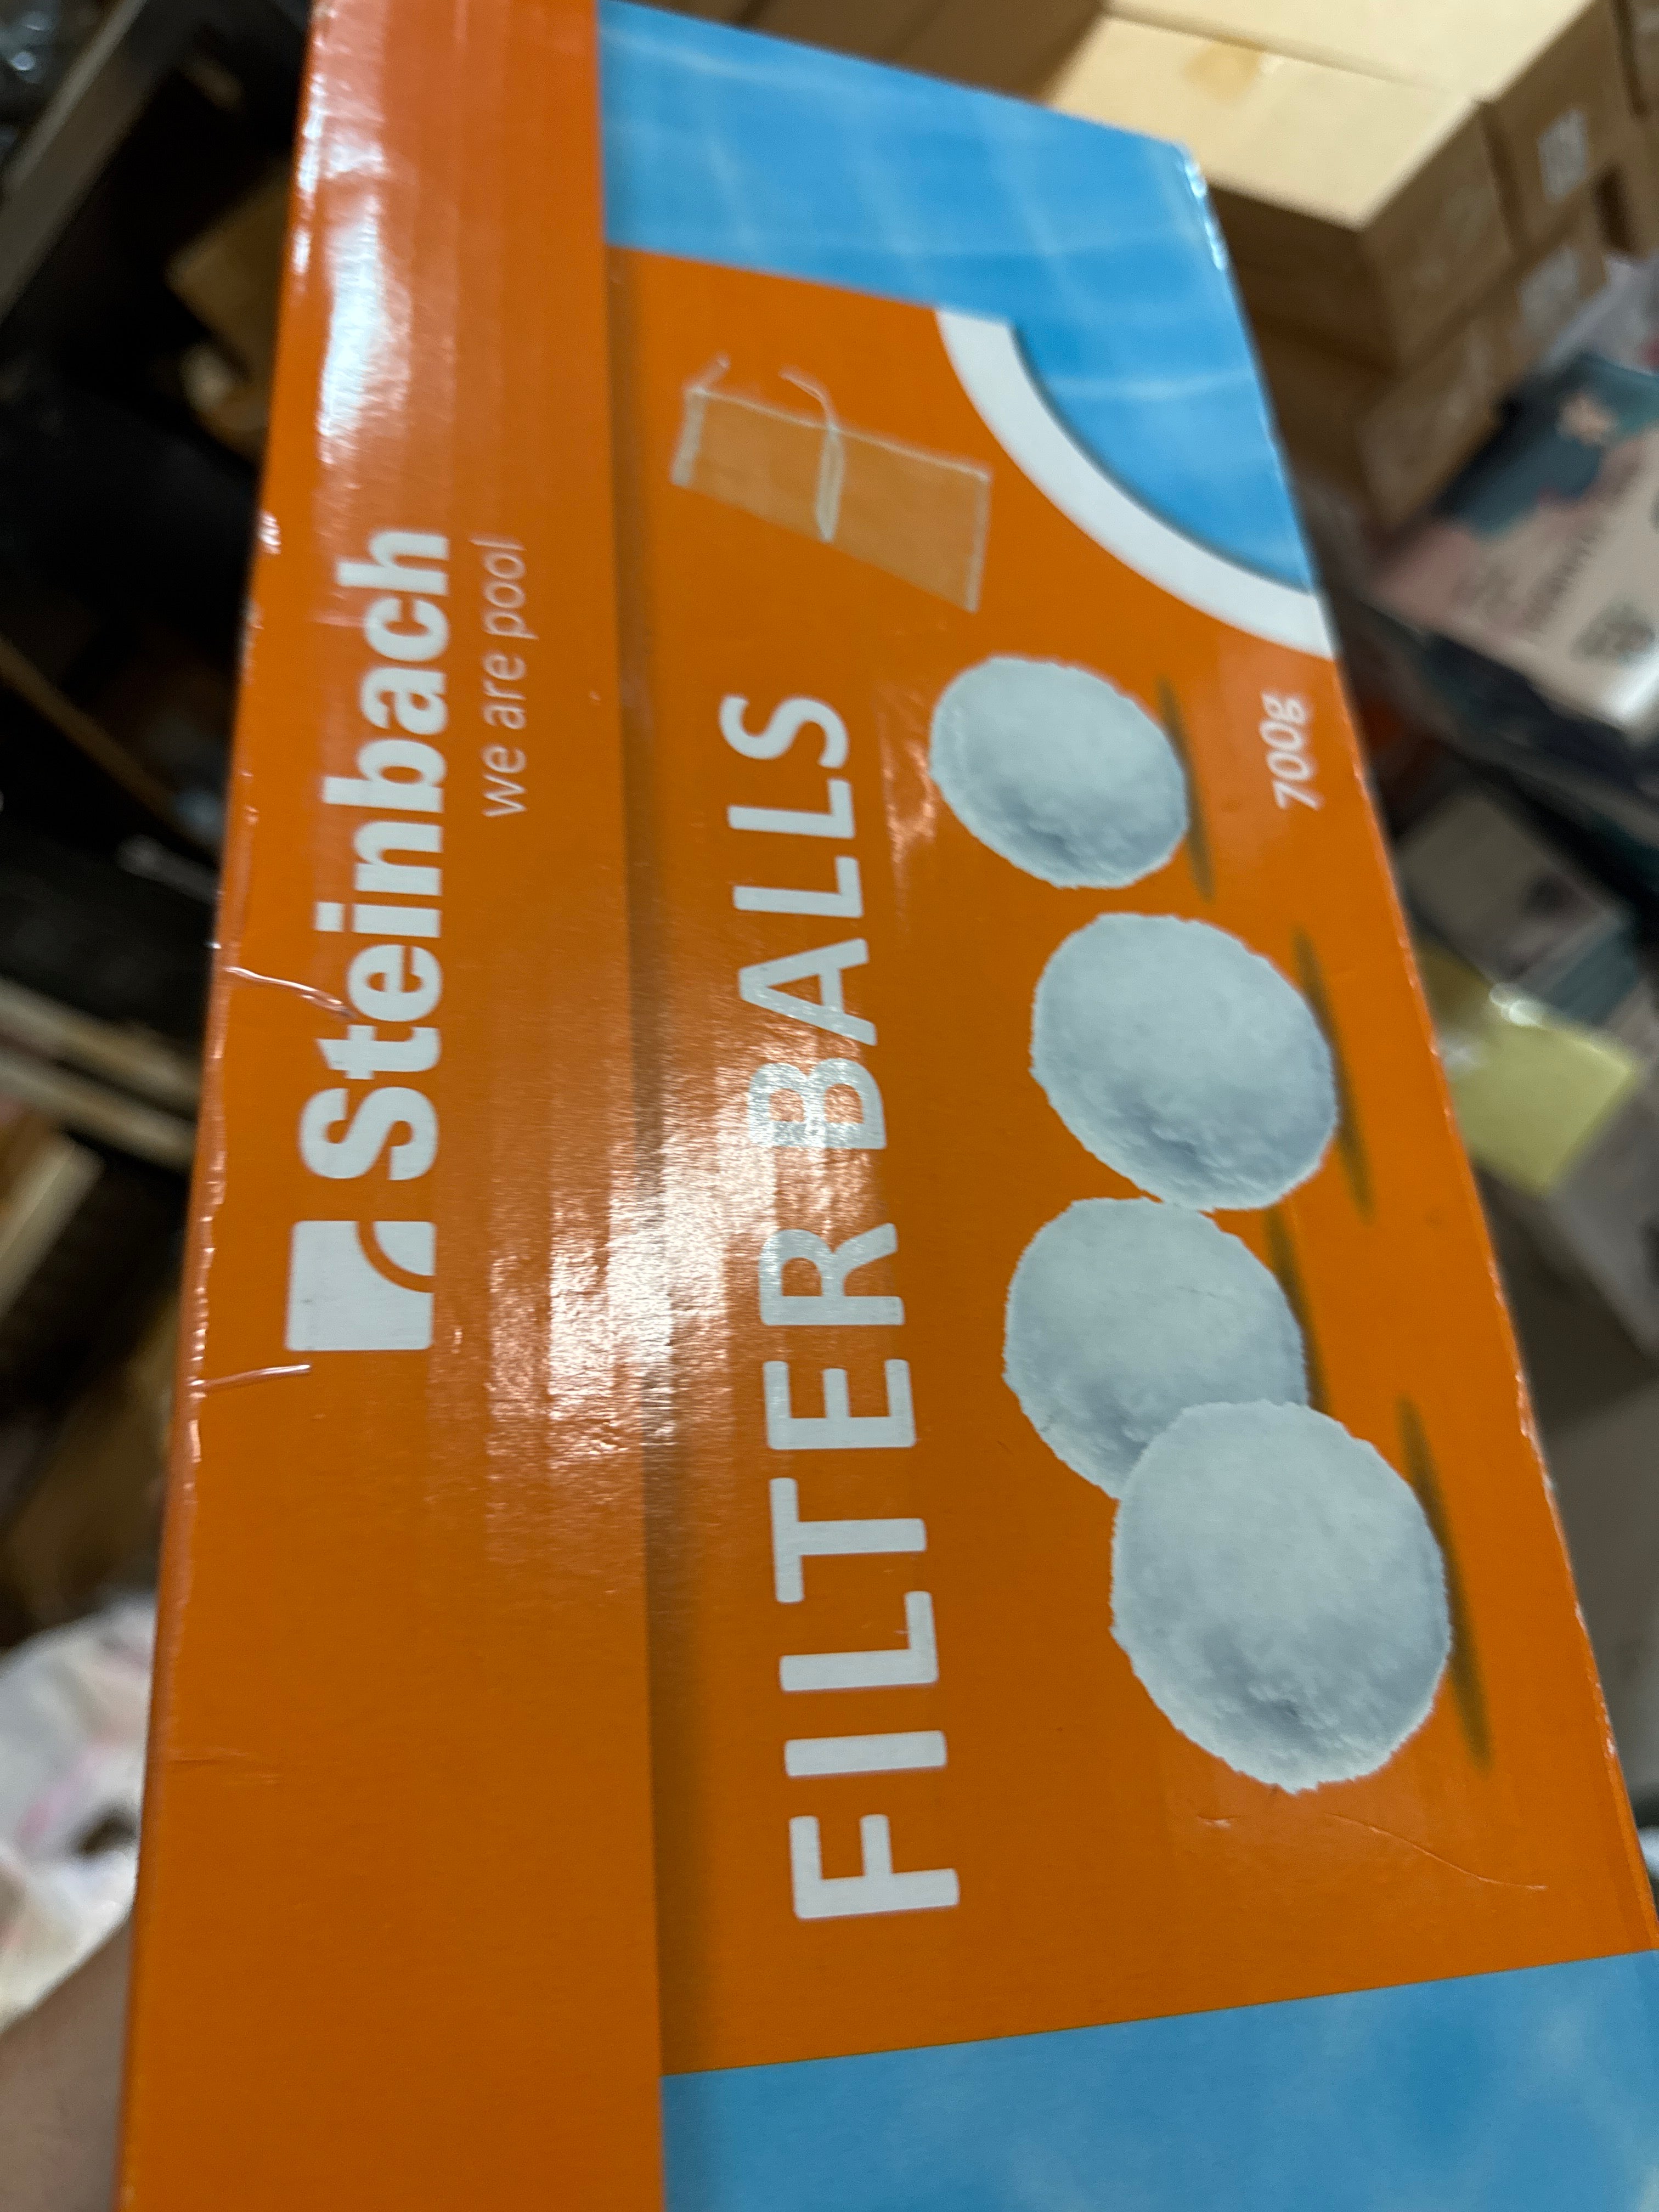 Steinbach
we are pool
FILTER BALLS
700g